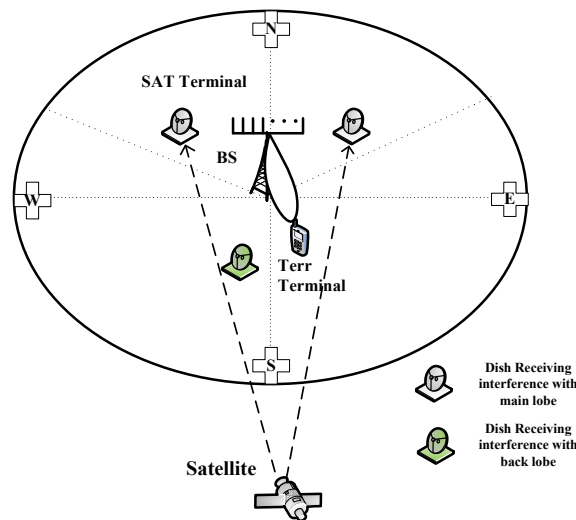 N
SAT Terminal
BS
W
E
Terr
Terminal
S
Dish Receiving
interference with
main lobe
Dish Receiving
interference with
back lobe
Satellite